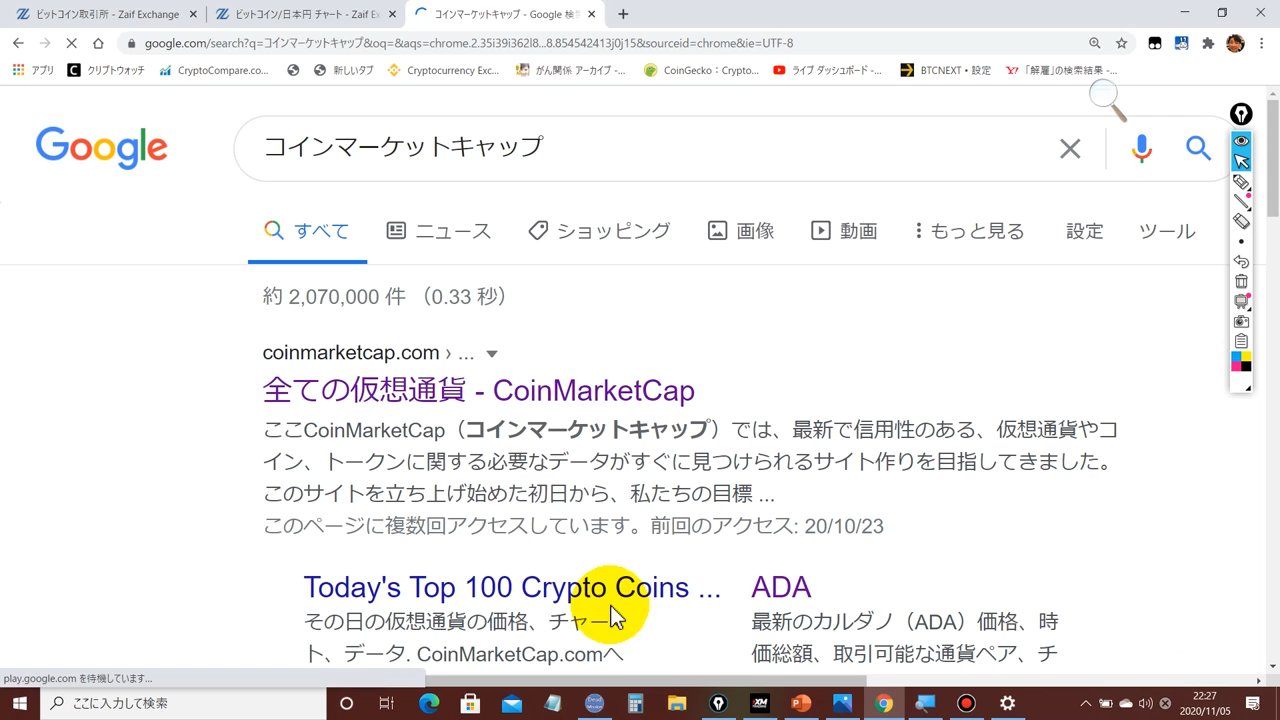 ビットコイン取引所 - Zaif Exchange
ビットコイン/日本円 チャート - Zaif Ex
コインマーケットキャップ - Google 検
google.com/search?q=コインマーケットキャップ&oq=&aqs=chrome.2.35i39i362l8...8.854542413j0j15&sourceid=chrome&ie=UTF-8
アプリ
クリプトウォッチ
CryptoCompare.co...
新しいタブ
Cryptocurrency Exc...
がん関係 アーカイブ -...
CoinGecko：Crypto...
ライブ ダッシュボード -...
BTCNEXT・設定
「解雇」の検索結果 -...
Google
コインマーケットキャップ
すべて
ニュース
ショッピング
画像
動画
もっと見る
設定
ツール
約 2,070,000 件 （0.33 秒）
coinmarketcap.com › ...
全ての仮想通貨 - CoinMarketCap
ここCoinMarketCap（コインマーケットキャップ）では、最新で信用性のある、仮想通貨やコ
イン、トークンに関する必要なデータがすぐに見つけられるサイト作りを目指してきました。
このサイトを立ち上げ始めた初日から、私たちの目標 ...
このページに複数回アクセスしています。前回のアクセス: 20/10/23
Today's Top 100 Crypto Coins ...
その日の仮想通貨の価格、チャー
ト、データ. CoinMarketCap.comへ
ADA
最新のカルダノ（ADA）価格、時
価総額、取引可能な通貨ペア、チ
play.google.com を待機しています...
ここに入力して検索
XM
22:27
2020/11/05